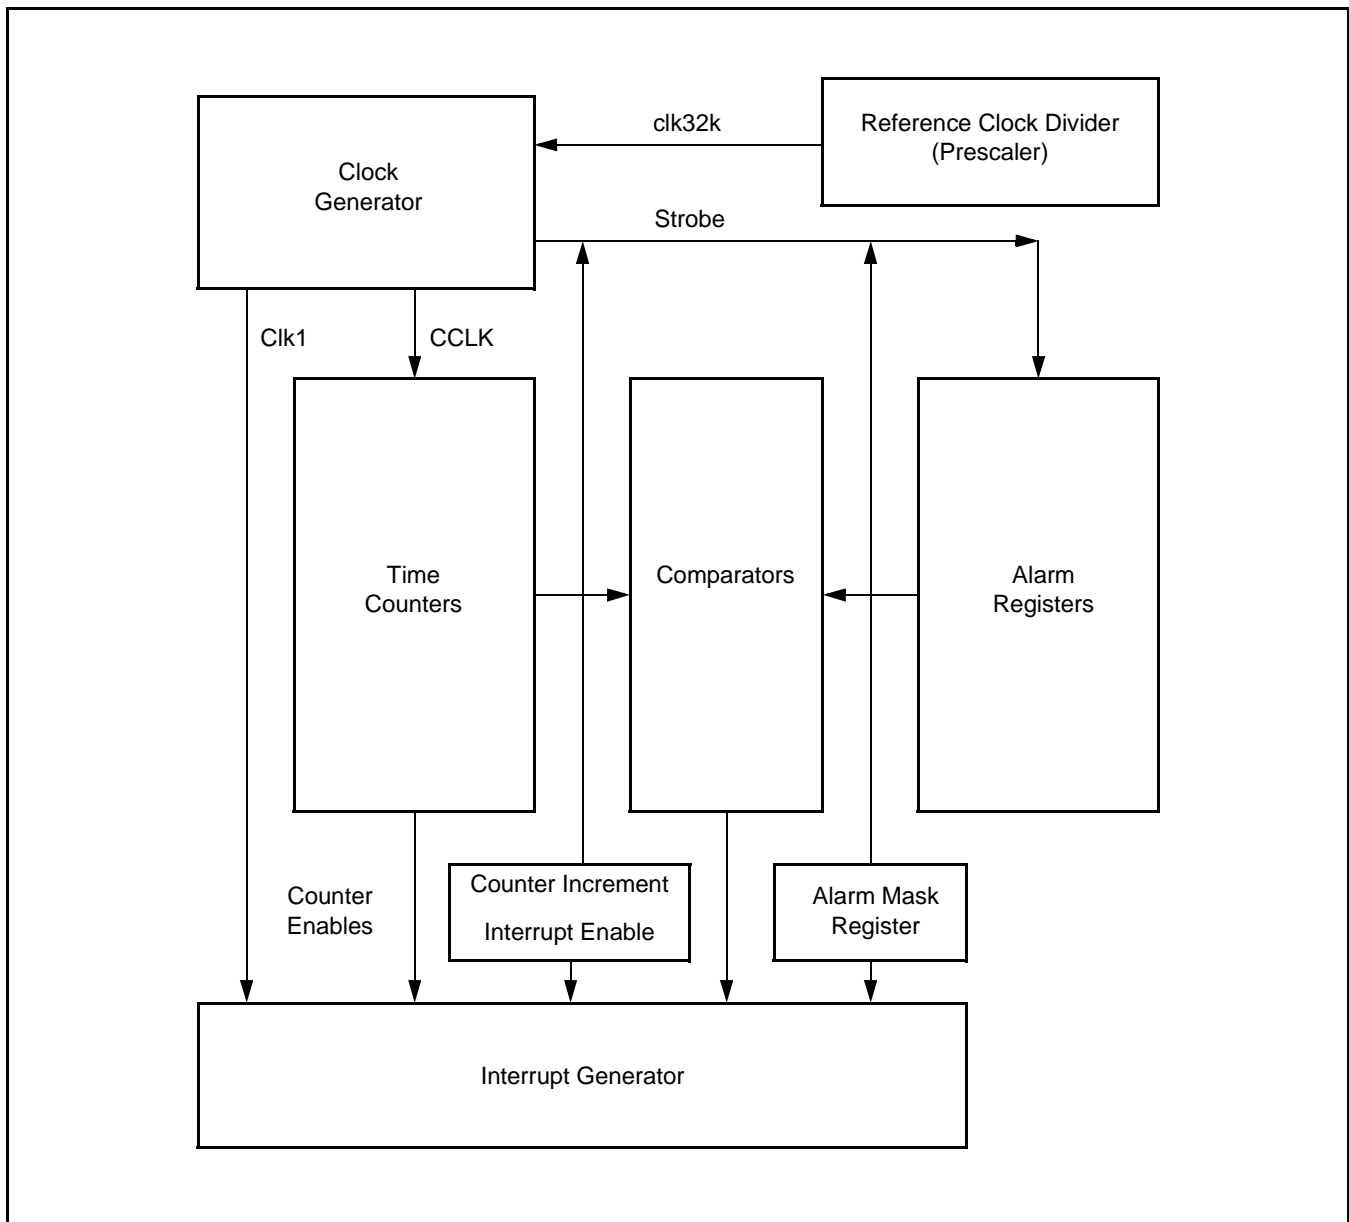 clk32k
Reference Clock Divider
(Prescaler)
Clock
Generator
Strobe
Clk1
CCLK
Time
Counters
Comparators
Alarm
Registers
Counter
Enables
Counter Increment
Interrupt Enable
Alarm Mask
Register
Interrupt Generator